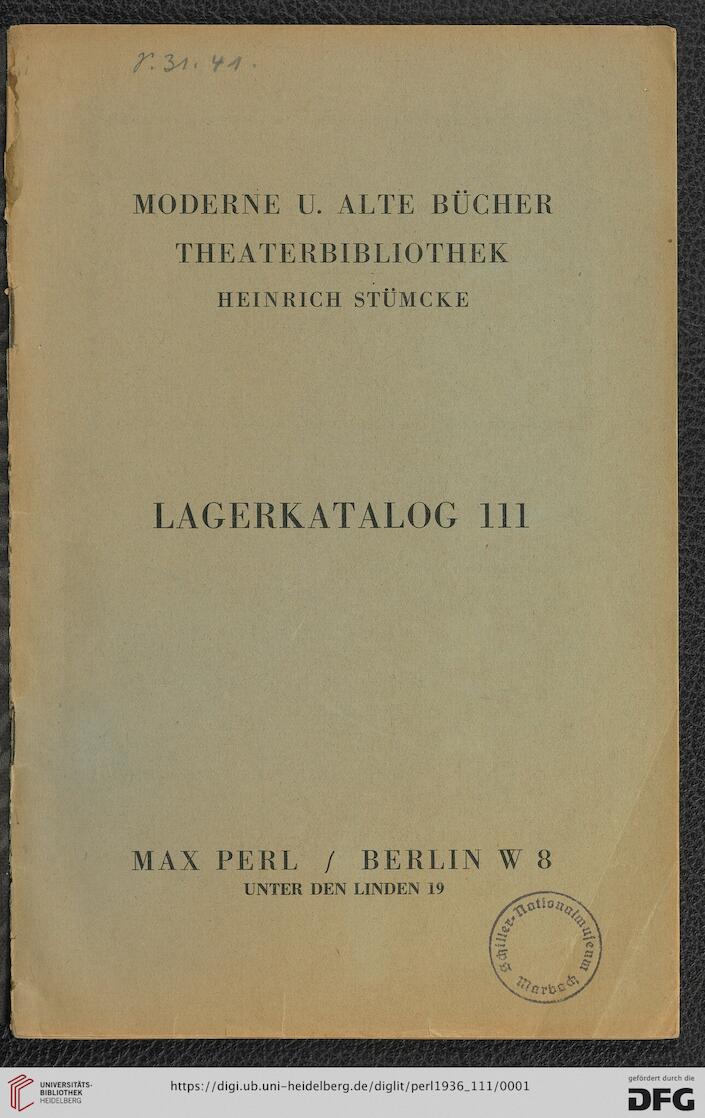 r. 31. 41.
MODERNE U. ALTE BÜCHER
THEATERBIBLIOTHEK
HEINRICH STÜMCKE
LAGERKATALOG 111
MAX PERL / BERLIN W 8
UNTER DEN LINDEN 19
Schiller-Nationalmuseum
Marbach
UNIVERSITÄTS-
BIBLIOTHEK
HEIDELBERG
https://digi.ub.uni-heidelberg.de/diglit/perl1936_111/0001
gefördert durch die
DFG